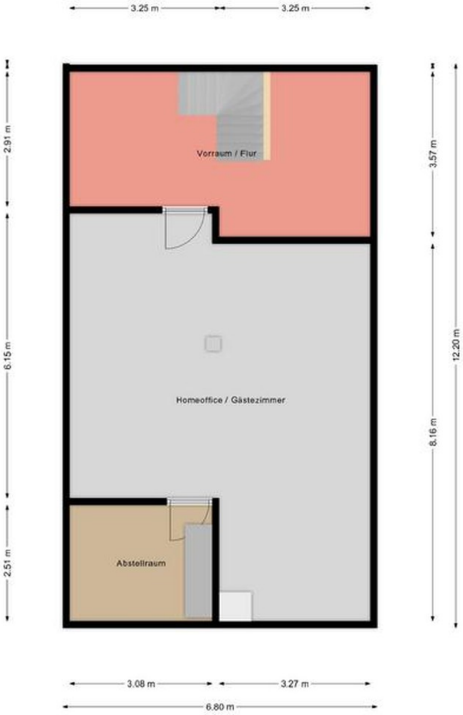 3.25 m
3.25 m
2.91 m
3.57 m
Vorraum / Flur
12.20 m
6.15 m
Homeoffice / Gästezimmer
8.16 m
2.51 m
Abstellraum
3.08 m
3.27 m
6.80 m